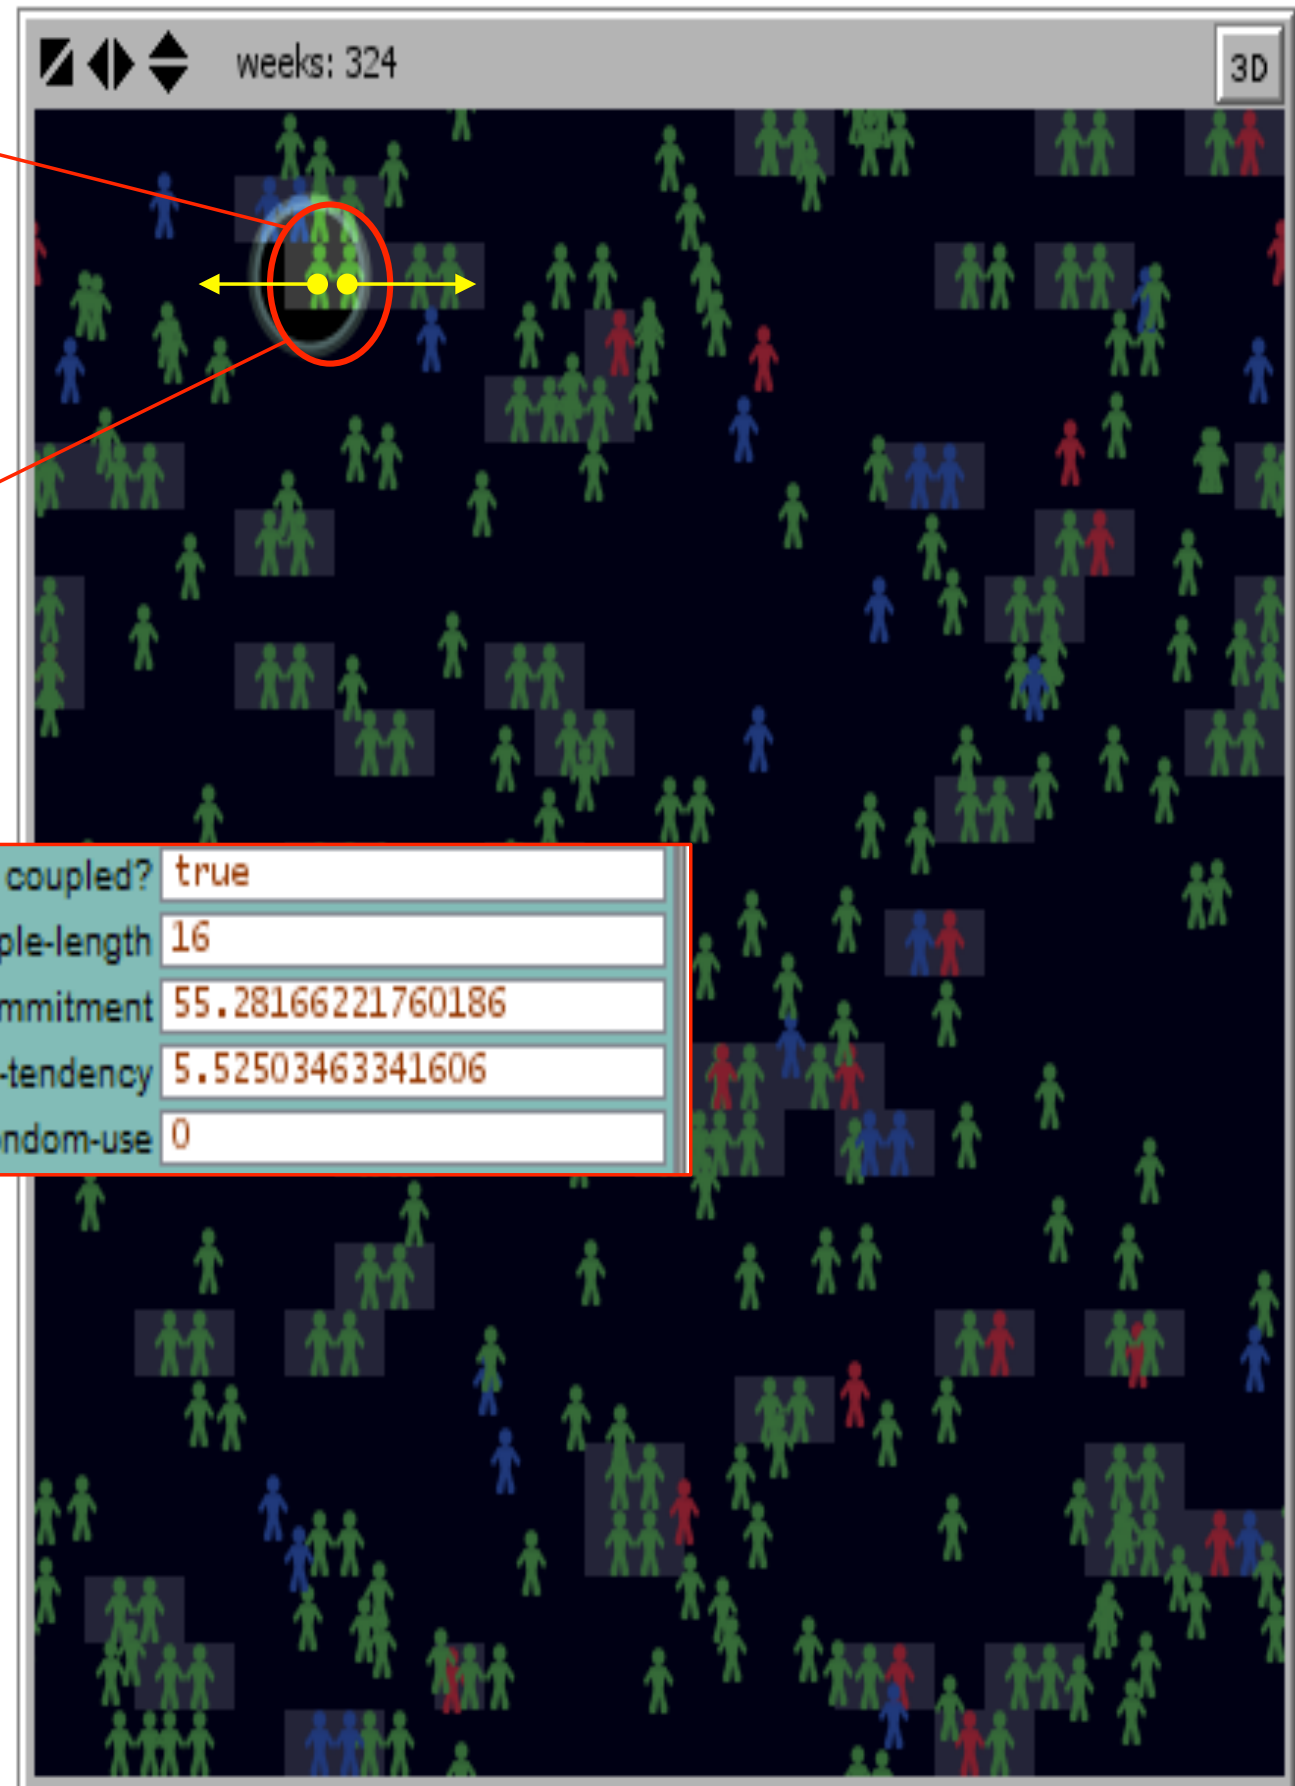 weeks: 324
3D
coupled? true
ple-length 16
mmitment 55.28166221760186
-tendency 5.52503463341606
ndom-use 0